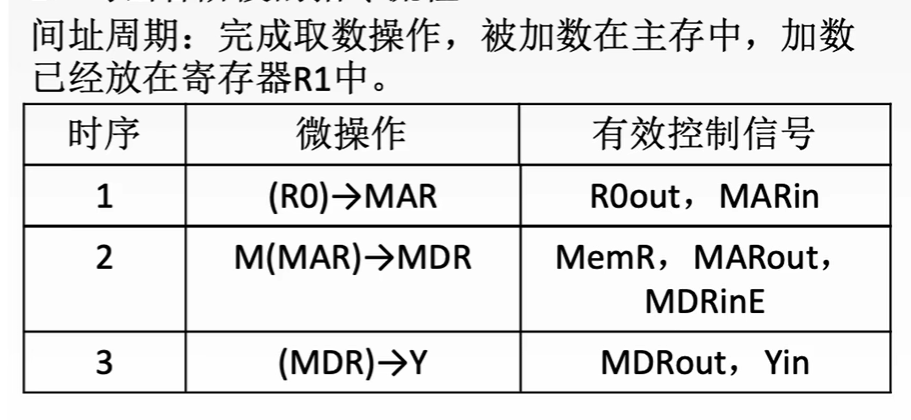 间址周期：完成取数操作，被加数在主存中，加数
已经放在寄存器R1中。
时序 微操作 有效控制信号
1 (R0)→MAR R0out，MARin
2 M(MAR)→MDR MemR，MARout，
MDRinE
3 (MDR)→Y MDRout，Yin